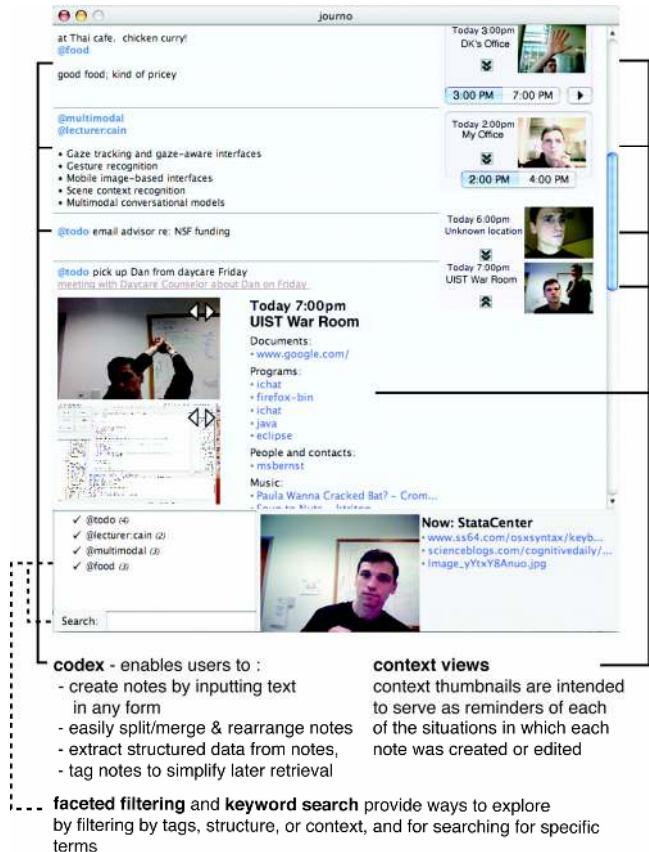 journo
at Thai cafe. chicken curry!
@food
good food; kind of pricey
Today 3:00pm
DK's Office
3:00 PM 7:00 PM
@multimodal
@lecturer:cain
• Gaze tracking and gaze-aware interfaces
• Gesture recognition
• Mobile image-based interfaces
• Scene context recognition
• Multimodal conversational models
Today 2:00pm
My Office
2:00 PM 4:00 PM
@todo email advisor re: NSF funding
Today 6:00pm
Unknown location
@todo pick up Dan from daycare Friday
meeting with Daycare Counselor about Dan on Friday
Today 7:00pm
UIST War Room
Today 7:00pm
UIST War Room
Documents:
• www.google.com/
Programs:
• ichat
• firefox-bin
• ichat
• java
• eclipse
People and contacts:
• msbernst
Music:
• Paula Wanna Cracked Bat? - Crom...
✓ @todo (4)
✓ @lecturer:cain (2)
✓ @multimodal (3)
✓ @food (3)
Search:
Now: StataCenter
• www.ss64.com/osxsyntax/keyb...
• scienceblogs.com/cognitivedaily/...
• Image_yYtxY8Anuo.jpg
codex - enables users to :
- create notes by inputting text
in any form
- easily split/merge & rearrange notes
- extract structured data from notes,
- tag notes to simplify later retrieval
context views
context thumbnails are intended
to serve as reminders of each
of the situations in which each
note was created or edited
faceted filtering and keyword search provide ways to explore
by filtering by tags, structure, or context, and for searching for specific
terms